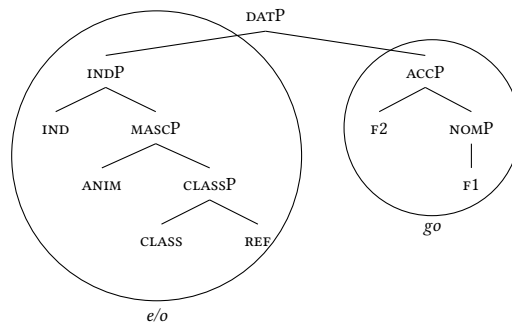 DATP
INDP ACCP
IND MASCP F2 NOMP
ANIM CLASSP F1
CLASS REF
go
e/o